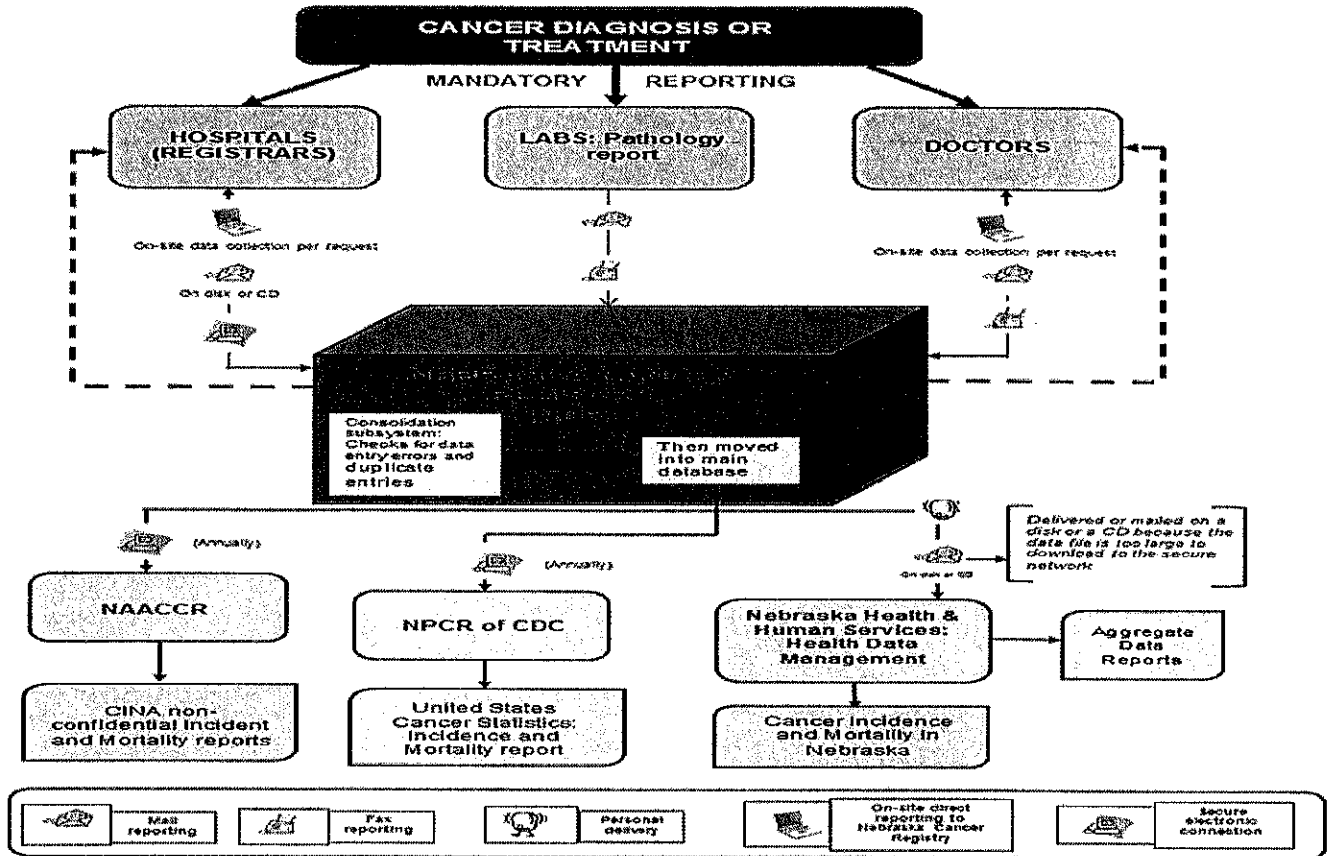 CANCER DIAGNOSIS OR
TREATMENT
MANDATORY REPORTING
HOSPITALS
(REGISTRARS)
LABS: Pathology
report
DOCTORS
On-site data collection per request
On disk or CD
On-site data collection per request
Consolidation
subsystem:
Checks for data
entry errors and
duplicate
entries
Then moved
into main
database
(Annually)
(Annually)
On disk or CD
Delivered or mailed on a
disk or a CD because the
data file is too large to
download to the secure
network
NAACCR
NPCR of CDC
Nebraska Health &
Human Services:
Health Data
Management
Aggregate
Data
Reports
CINA non-
confidential Incident
and Mortality reports
United States
Cancer Statistics:
Incidence and
Mortality report
Cancer Incidence
and Mortality in
Nebraska
Mail
reporting
Fax
reporting
Personal
delivery
On-site direct
reporting to
Nebraska Cancer
Registry
Secure
electronic
connection